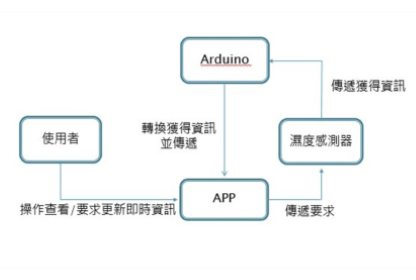 Arduino
傳遞獲得資訊
轉換獲得資訊
並傳遞
使用者
濕度感測器
APP
操作查看/要求更新即時資訊
傳遞要求